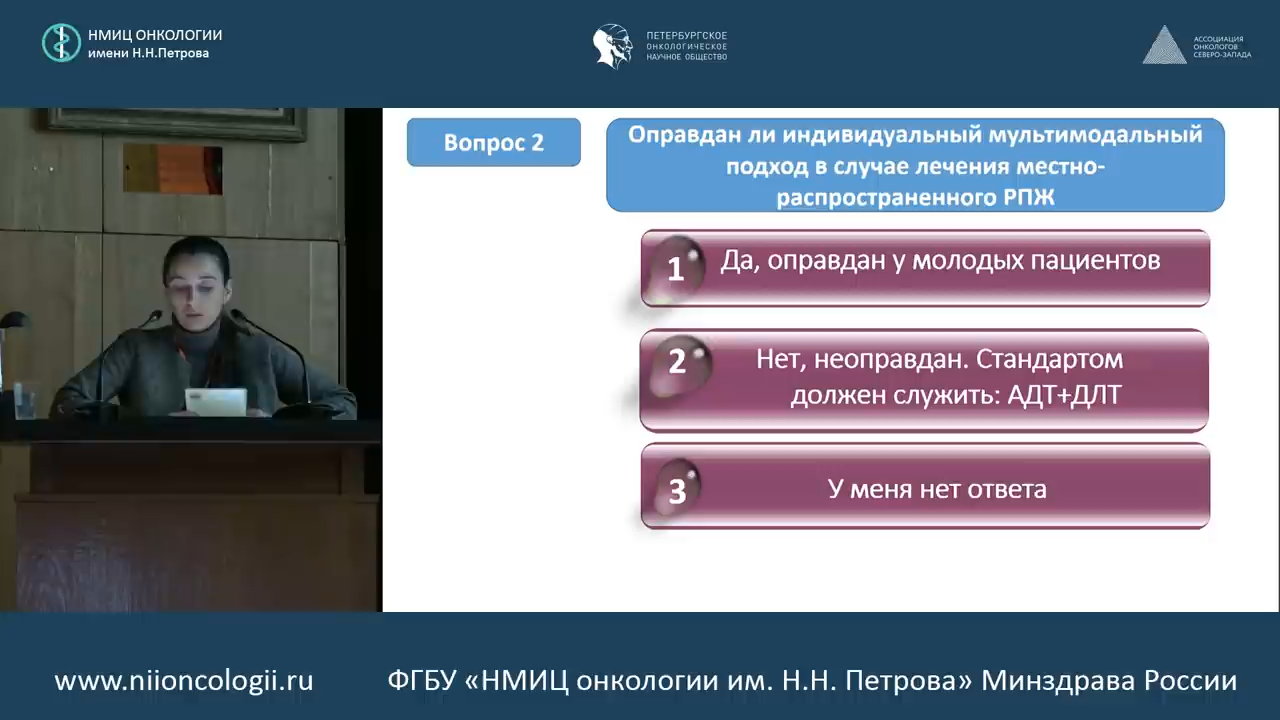 НМИЦ ОНКОЛОГИИ
имени Н.Н.Петрова
ПЕТЕРБУРГСКОЕ
ОНКОЛОГИЧЕСКОЕ
НАУЧНОЕ ОБЩЕСТВО
АССОЦИАЦИЯ
ОНКОЛОГОВ
СЕВЕРО-ЗАПАДА
Вопрос 2
Оправдан ли индивидуальный мультимодальный
подход в случае лечения местно-
распространенного РПЖ
1 Да, оправдан у молодых пациентов
2 Нет, неоправдан. Стандартом
должен служить: АДТ+ДЛТ
3 У меня нет ответа
www.niioncologii.ru
ФГБУ «НМИЦ онкологии им. Н.Н. Петрова» Минздрава России